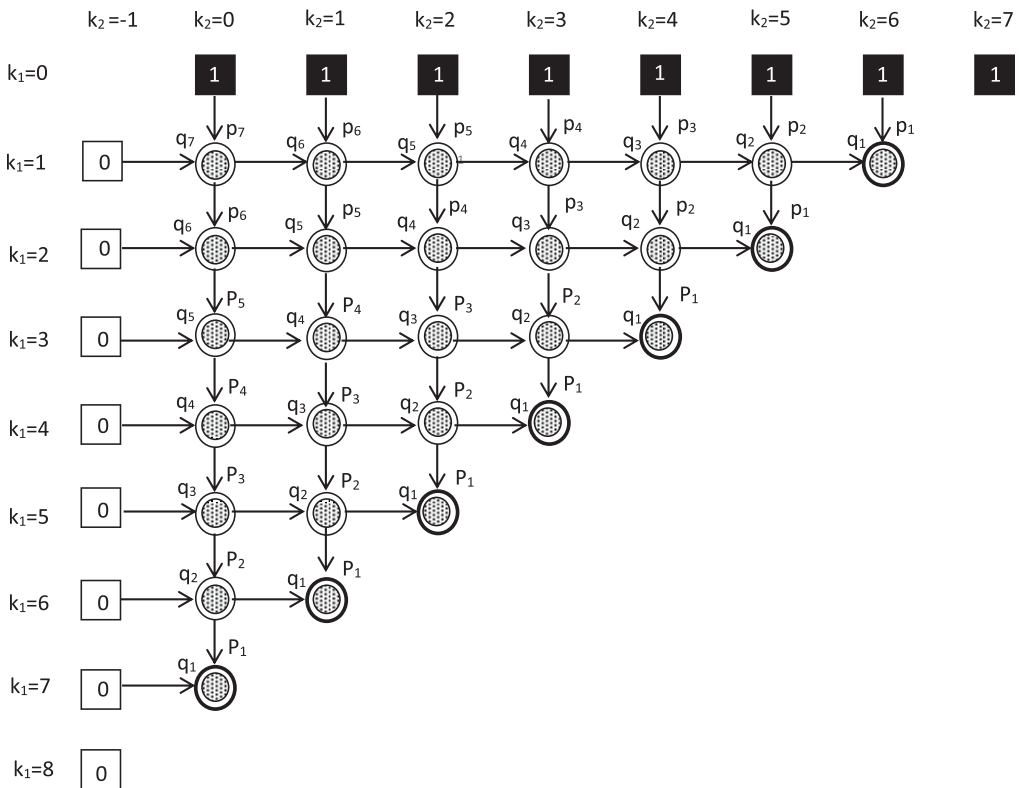 k₂=-1 k₂=0 k₂=1 k₂=2 k₂=3 k₂=4 k₂=5 k₂=6 k₂=7
k₁=0 1 1 1 1 1 1 1 1
q₇ p₇ q₆ p₆ q₅ p₅ q₄ p₄ q₃ p₃ q₂ p₂ q₁ p₁
k₁=1 0
q₆ p₆ q₅ p₅ q₄ p₄ q₃ p₃ q₂ p₂ q₁ p₁
k₁=2 0
q₅ P₅ q₄ P₄ q₃ P₃ q₂ P₂ q₁ P₁
k₁=3 0
q₄ P₄ q₃ P₃ q₂ P₂ q₁ P₁
k₁=4 0
q₃ P₃ q₂ P₂ q₁ P₁
k₁=5 0
q₂ P₂ q₁ P₁
k₁=6 0
q₁ P₁
k₁=7 0
k₁=8 0